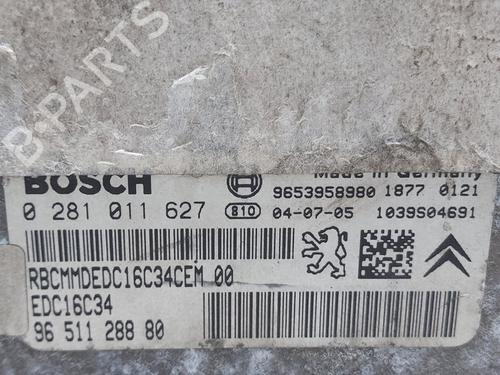 B-PARTS
BOSCH
Made in Germany
9653958980 1877 0121
0 281 011 627 810 04-07-05 1039S04691
RBCMMDEDC16C34CEM 00
EDC16C34
96 511 288 80